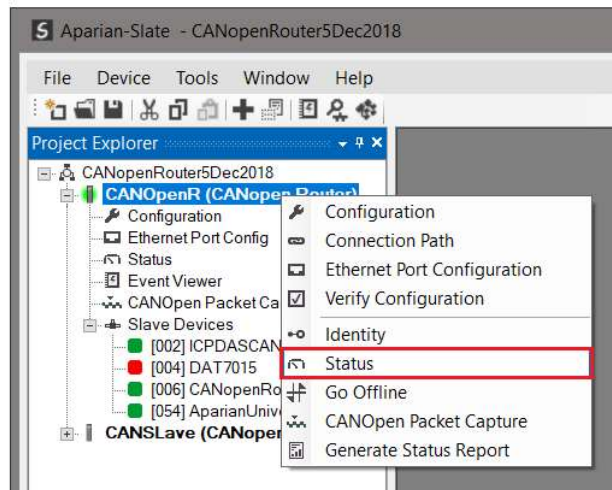 S Aparian-Slate - CANopenRouter5Dec2018
File Device Tools Window Help
Project Explorer
CANopenRouter5Dec2018
CANOpenR (CANopen Router)
Configuration
Ethernet Port Config
Status
Event Viewer
CANOpen Packet Ca
Slave Devices
[002] ICPDASCAN
[004] DAT7015
[006] CANopenRo
[054] AparianUniv
CANSLave (CANopen
Configuration
Connection Path
Ethernet Port Configuration
Verify Configuration
Identity
Status
Go Offline
CANOpen Packet Capture
Generate Status Report